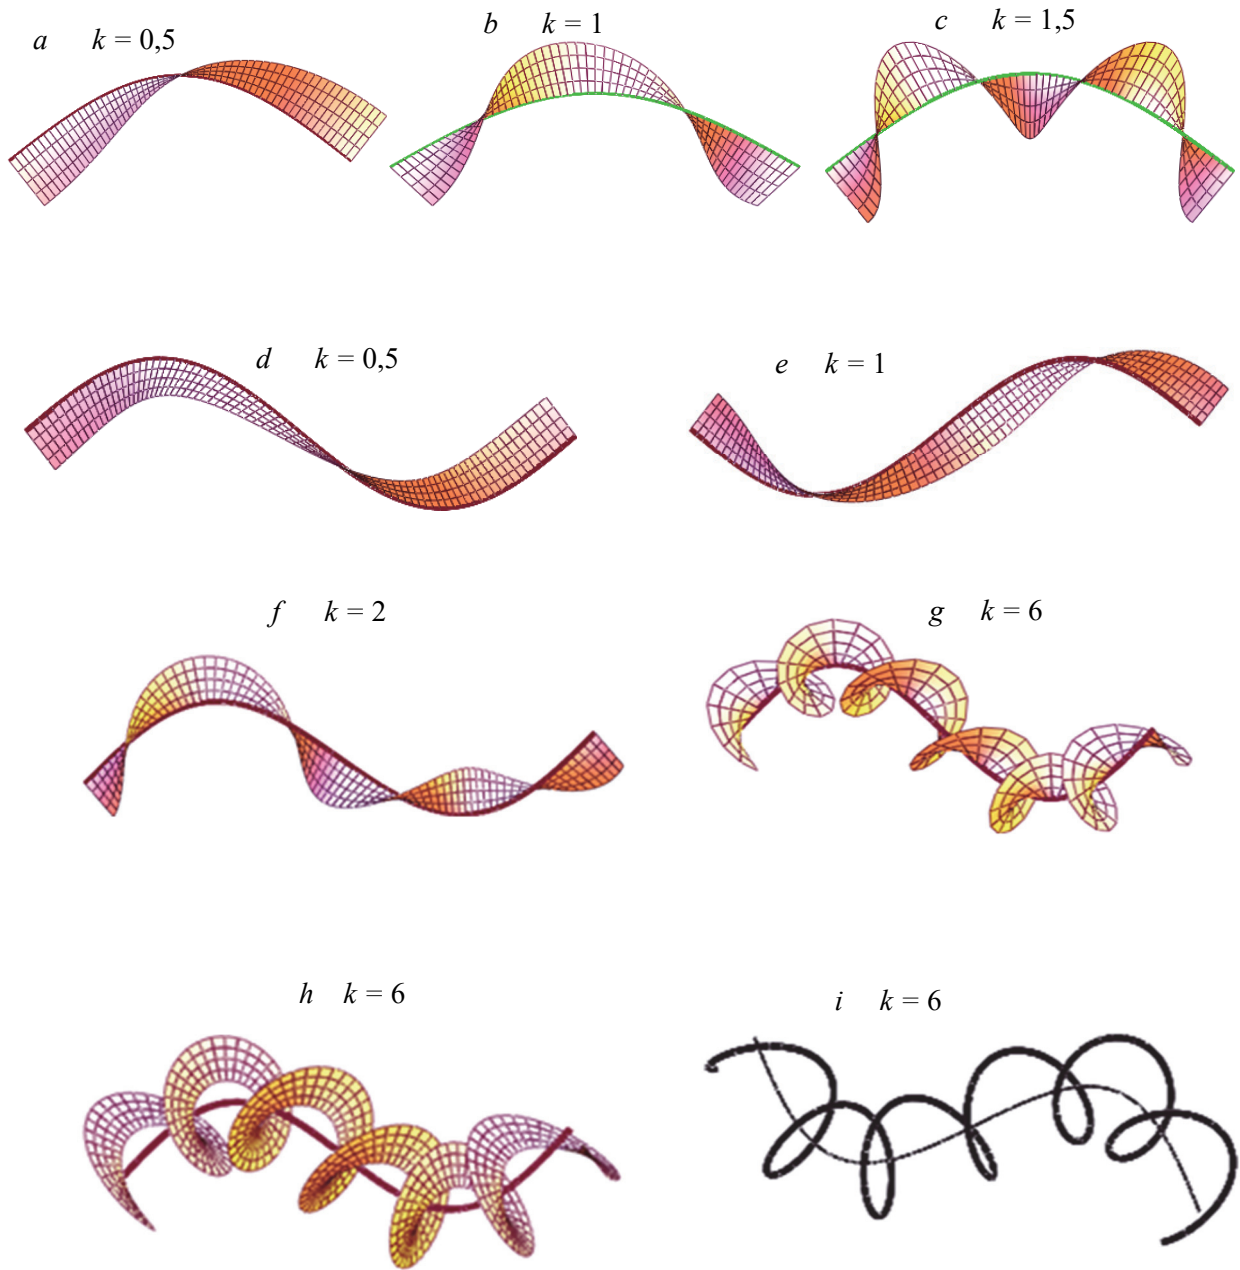 a k = 0,5
b k = 1
c k = 1,5
d k = 0,5
e k = 1
f k = 2
g k = 6
h k = 6
i k = 6